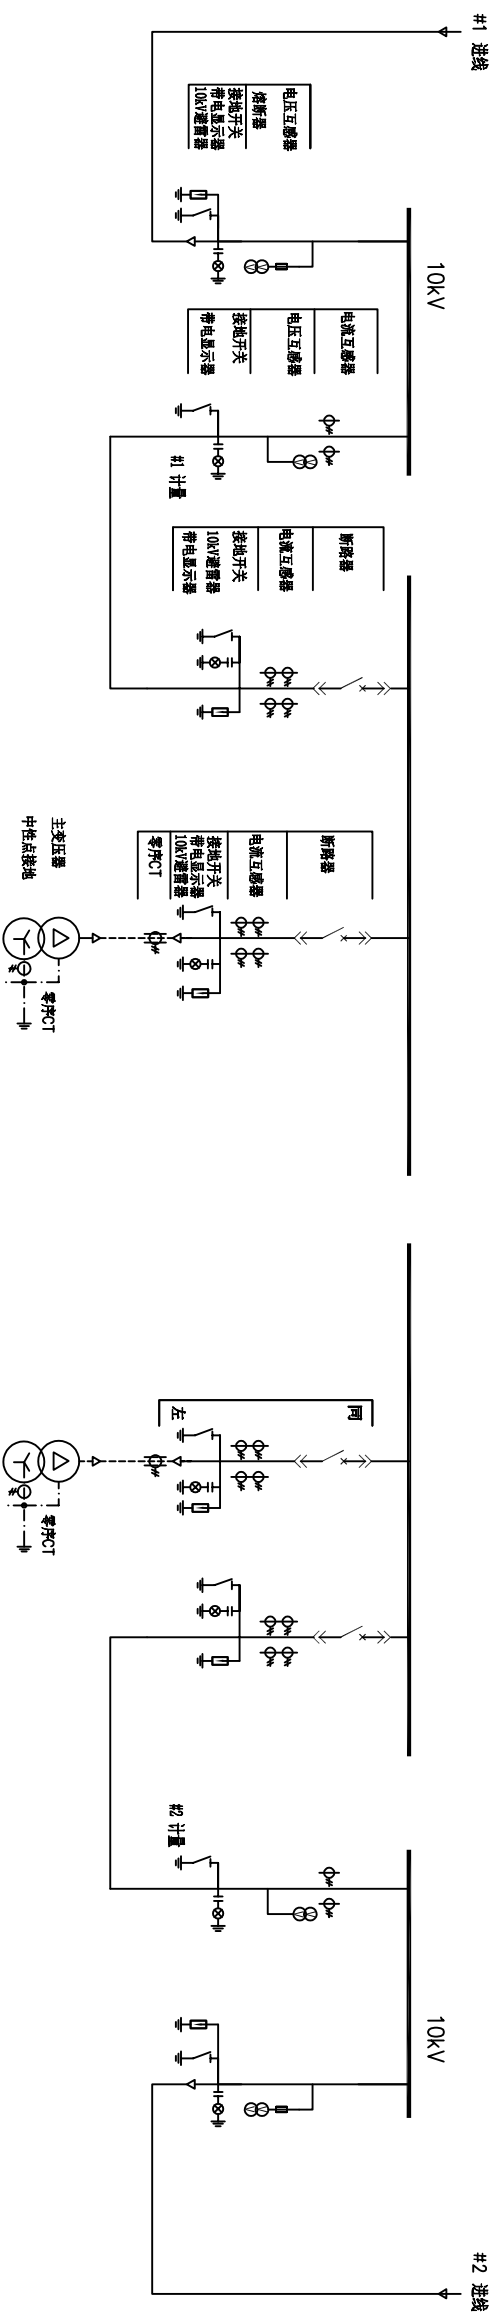 #1 进线
电压互感器
熔断器
接地开关
带电显示器
10kV避雷器
10kV
电流互感器
电压互感器
接地开关
带电显示器
#1 计量
断路器
电流互感器
接地开关
10kV避雷器
带电显示器
断路器
电流互感器
接地开关
带电显示器
10kV避雷器
零序CT
主变压器
中性点接地
零序CT
同
左
零序CT
#2 计量
10kV
#2 进线